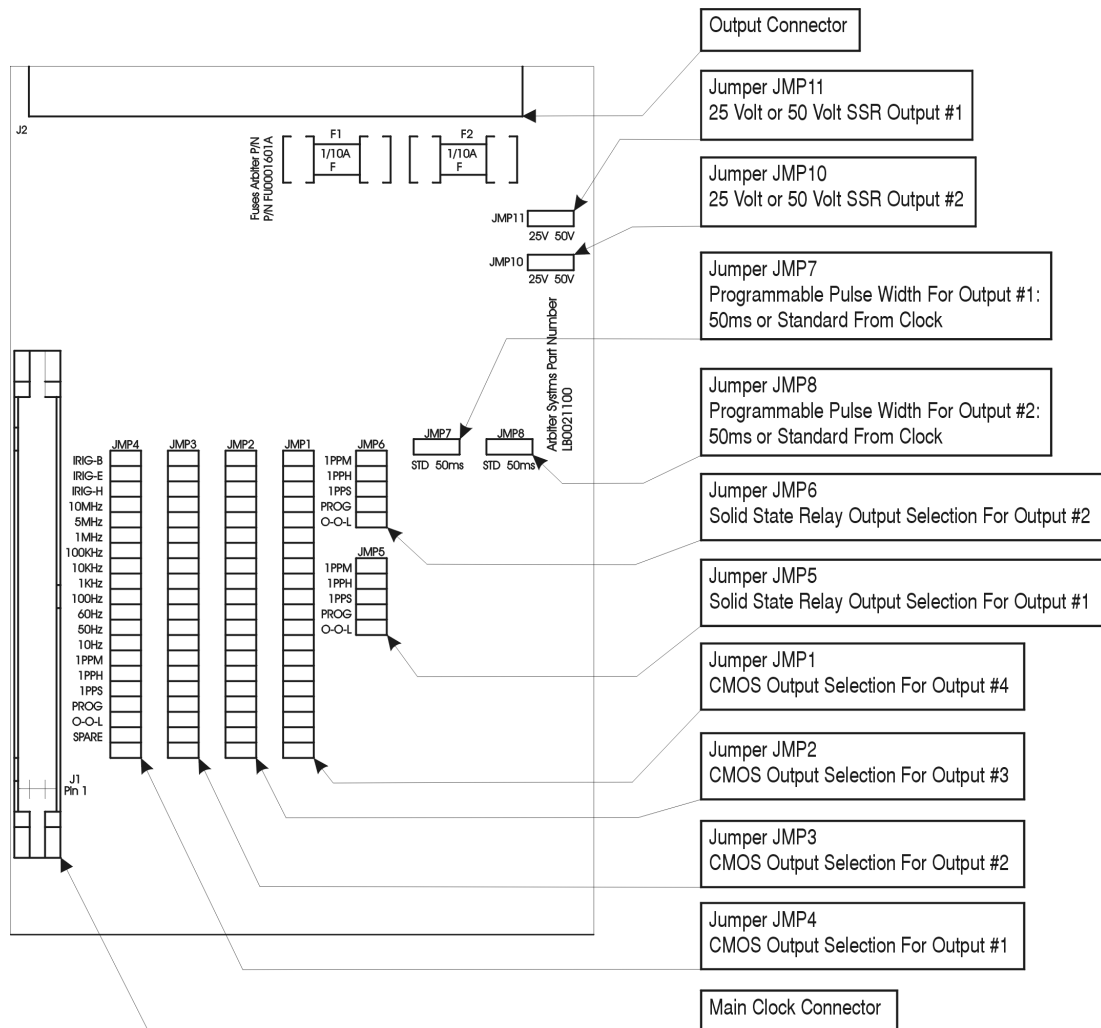 Output Connector
Jumper JMP11
25 Volt or 50 Volt SSR Output #1
Jumper JMP10
25 Volt or 50 Volt SSR Output #2
Jumper JMP7
Programmable Pulse Width For Output #1:
50ms or Standard From Clock
Jumper JMP8
Programmable Pulse Width For Output #2:
50ms or Standard From Clock
Jumper JMP6
Solid State Relay Output Selection For Output #2
Jumper JMP5
Solid State Relay Output Selection For Output #1
Jumper JMP1
CMOS Output Selection For Output #4
Jumper JMP2
CMOS Output Selection For Output #3
Jumper JMP3
CMOS Output Selection For Output #2
Jumper JMP4
CMOS Output Selection For Output #1
Main Clock Connector
J2
Fuses Arbiter P/N
P/N FU0001601A
F1
1/10A
F
F2
1/10A
F
JMP11
25V 50V
JMP10
25V 50V
Arbiter Systms Part Number
LB0021100
JMP7
STD 50ms
JMP8
STD 50ms
JMP4
JMP3
JMP2
JMP1
JMP6
1PPM
1PPH
1PPS
PROG
O-O-L
JMP5
1PPM
1PPH
1PPS
PROG
O-O-L
IRIG-B
IRIG-E
IRIG-H
10MHz
5MHz
1MHz
100KHz
10KHz
1KHz
100Hz
60Hz
50Hz
10Hz
1PPM
1PPH
1PPS
PROG
O-O-L
SPARE
J1
Pin 1